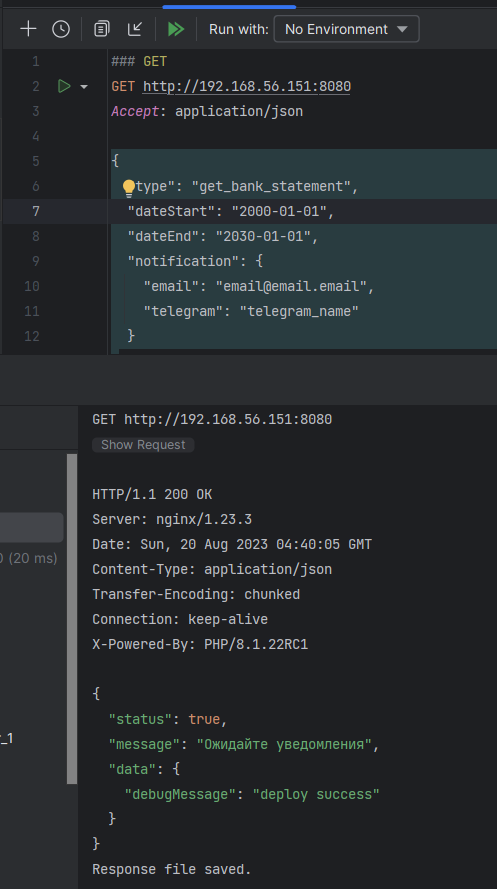 Run with: No Environment
1 ### GET
2 GET http://192.168.56.151:8080
3 Accept: application/json
4
5 {
6 type": "get_bank_statement",
7 "dateStart": "2000-01-01",
8 "dateEnd": "2030-01-01",
9 "notification": {
10 "email": "email@email.email",
11 "telegram": "telegram_name"
12 }
GET http://192.168.56.151:8080
Show Request
HTTP/1.1 200 OK
Server: nginx/1.23.3
Date: Sun, 20 Aug 2023 04:40:05 GMT
(20 ms)
Content-Type: application/json
Transfer-Encoding: chunked
Connection: keep-alive
X-Powered-By: PHP/8.1.22RC1
{
"status": true,
_1
"message": "Ожидайте уведомления",
"data": {
"debugMessage": "deploy success"
}
}
Response file saved.